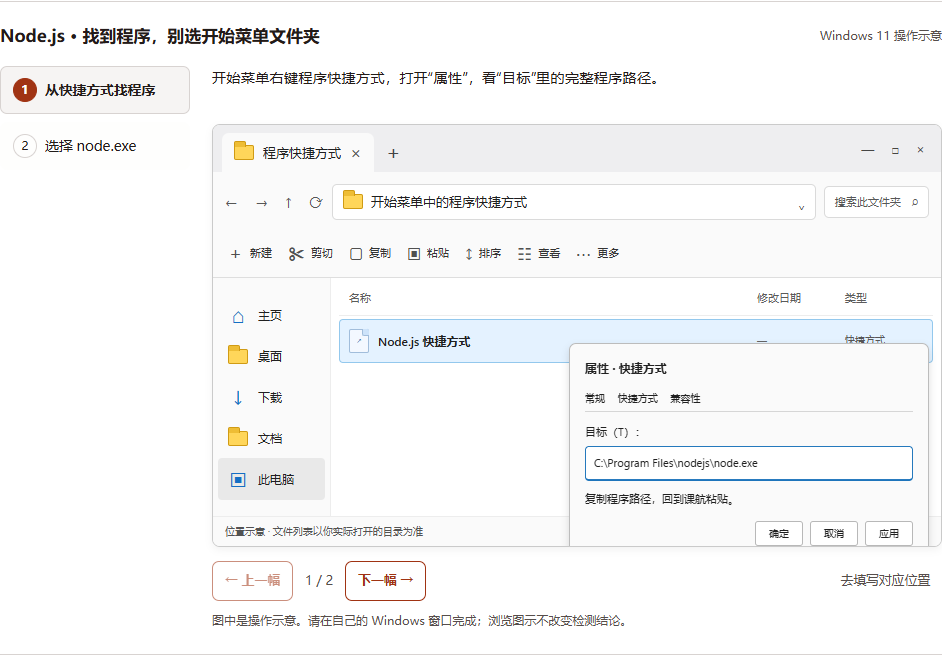 Node.js • 找到程序，别选开始菜单文件夹
Windows 11 操作示意
1 从快捷方式找程序
2 选择 node.exe
开始菜单右键程序快捷方式，打开“属性”，看“目标”里的完整程序路径。
程序快捷方式 × +
— □ ×
← → ↑ ⟳ 开始菜单中的程序快捷方式
搜索此文件夹
+ 新建 剪切 复制 粘贴 排序 查看 … 更多
主页
桌面
下载
文档
此电脑
名称 修改日期 类型
Node.js 快捷方式 — 快捷方式
属性 · 快捷方式
常规 快捷方式 兼容性
目标（T）：
C:\Program Files\nodejs\node.exe
复制程序路径，回到课航粘贴。
确定 取消 应用
位置示意 · 文件列表以你实际打开的目录为准
← 上一幅 1 / 2 下一幅 →
去填写对应位置
图中是操作示意。请在自己的 Windows 窗口完成；浏览图示不改变检测结论。